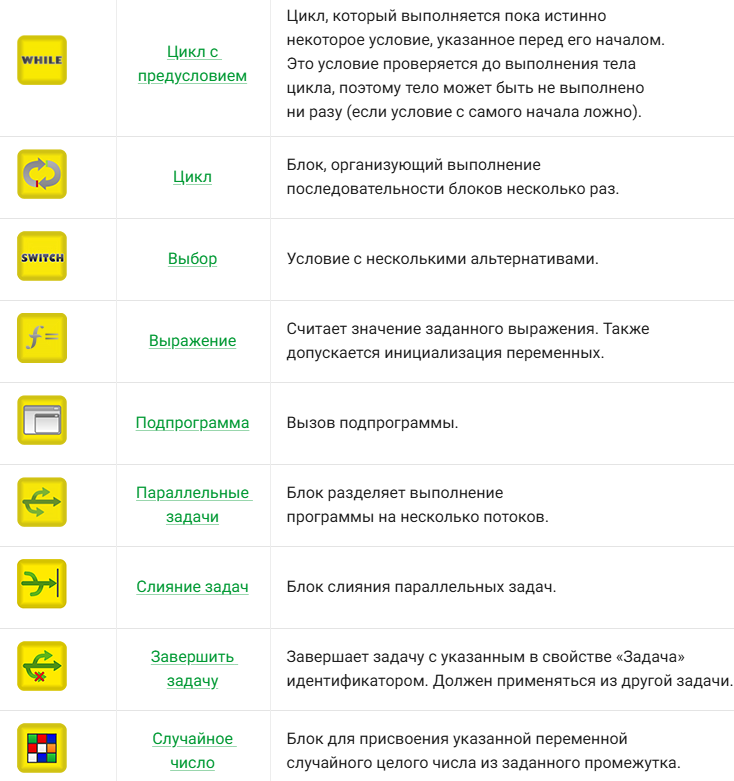 Цикл, который выполняется пока истинно
некоторое условие, указанное перед его началом.
WHILE
Цикл с
предусловием
Это условие проверяется до выполнения тела
цикла, поэтому тело может быть не выполнено
ни разу (если условие с самого начала ложно).
Цикл
Блок, организующий выполнение
последовательности блоков несколько раз.
SWITCH
Выбор
Условие с несколькими альтернативами.
f=
Выражение
Считает значение заданного выражения. Также
допускается инициализация переменных.
Подпрограмма
Вызов подпрограммы.
Параллельные
задачи
Блок разделяет выполнение
программы на несколько потоков.
Слияние задач
Блок слияния параллельных задач.
Завершить
задачу
Завершает задачу с указанным в свойстве «Задача»
идентификатором. Должен применяться из другой задачи.
Случайное
число
Блок для присвоения указанной переменной
случайного целого числа из заданного промежутка.